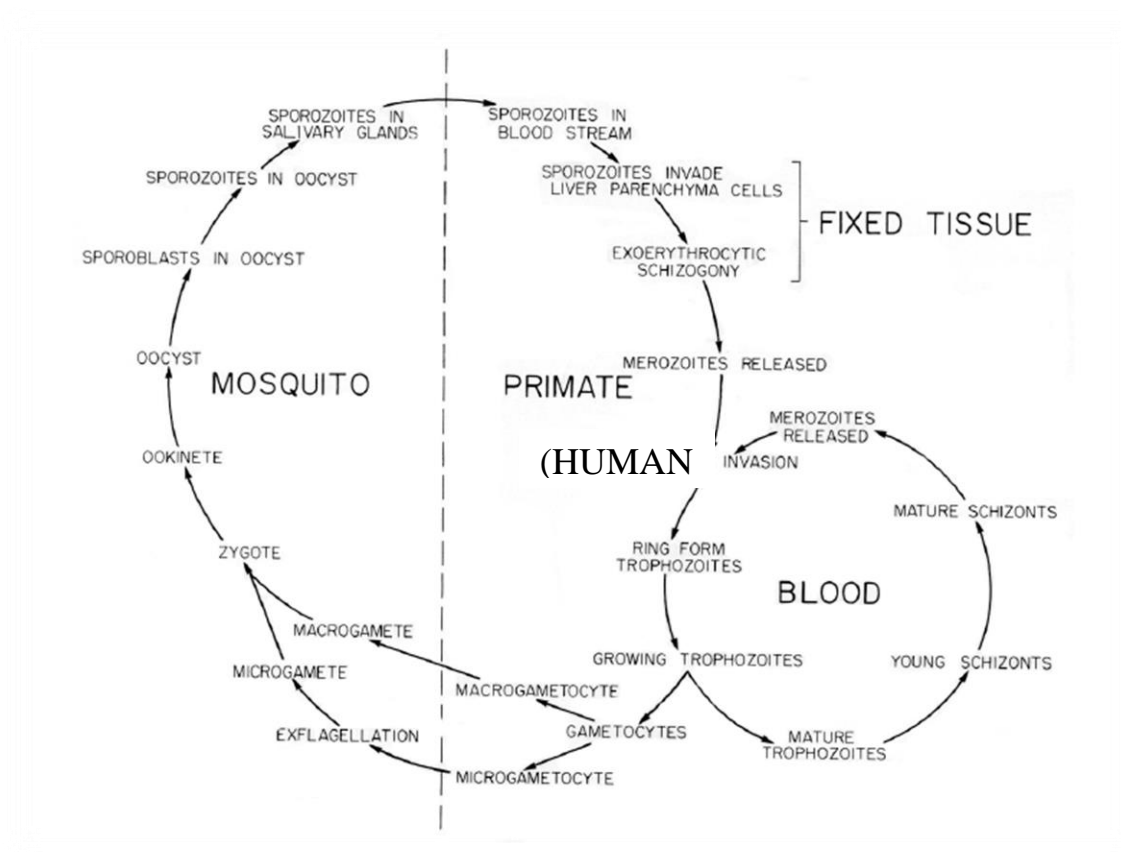 SPOROZOITES IN
SALIVARY GLANDS
SPOROZOITES IN
BLOOD STREAM
SPOROZOITES INVADE
LIVER PARENCHYMA CELLS
FIXED TISSUE
EXOERYTHROCYTIC
SCHIZOGONY
MEROZOITES RELEASED
SPOROZOITES IN OOCYST
SPOROBLASTS IN OOCYST
OOCYST
MOSQUITO
PRIMATE
(HUMAN
OOKINETE
ZYGOTE
MACROGAMETE
MICROGAMETE
EXFLAGELLATION
MEROZOITES
RELEASED
INVASION
MATURE SCHIZONTS
RING FORM
TROPHOZOITES
BLOOD
GROWING TROPHOZOITES
YOUNG SCHIZONTS
MACROGAMETOCYTE
GAMETOCYTES
MATURE
TROPHOZOITES
MICROGAMETOCYTE